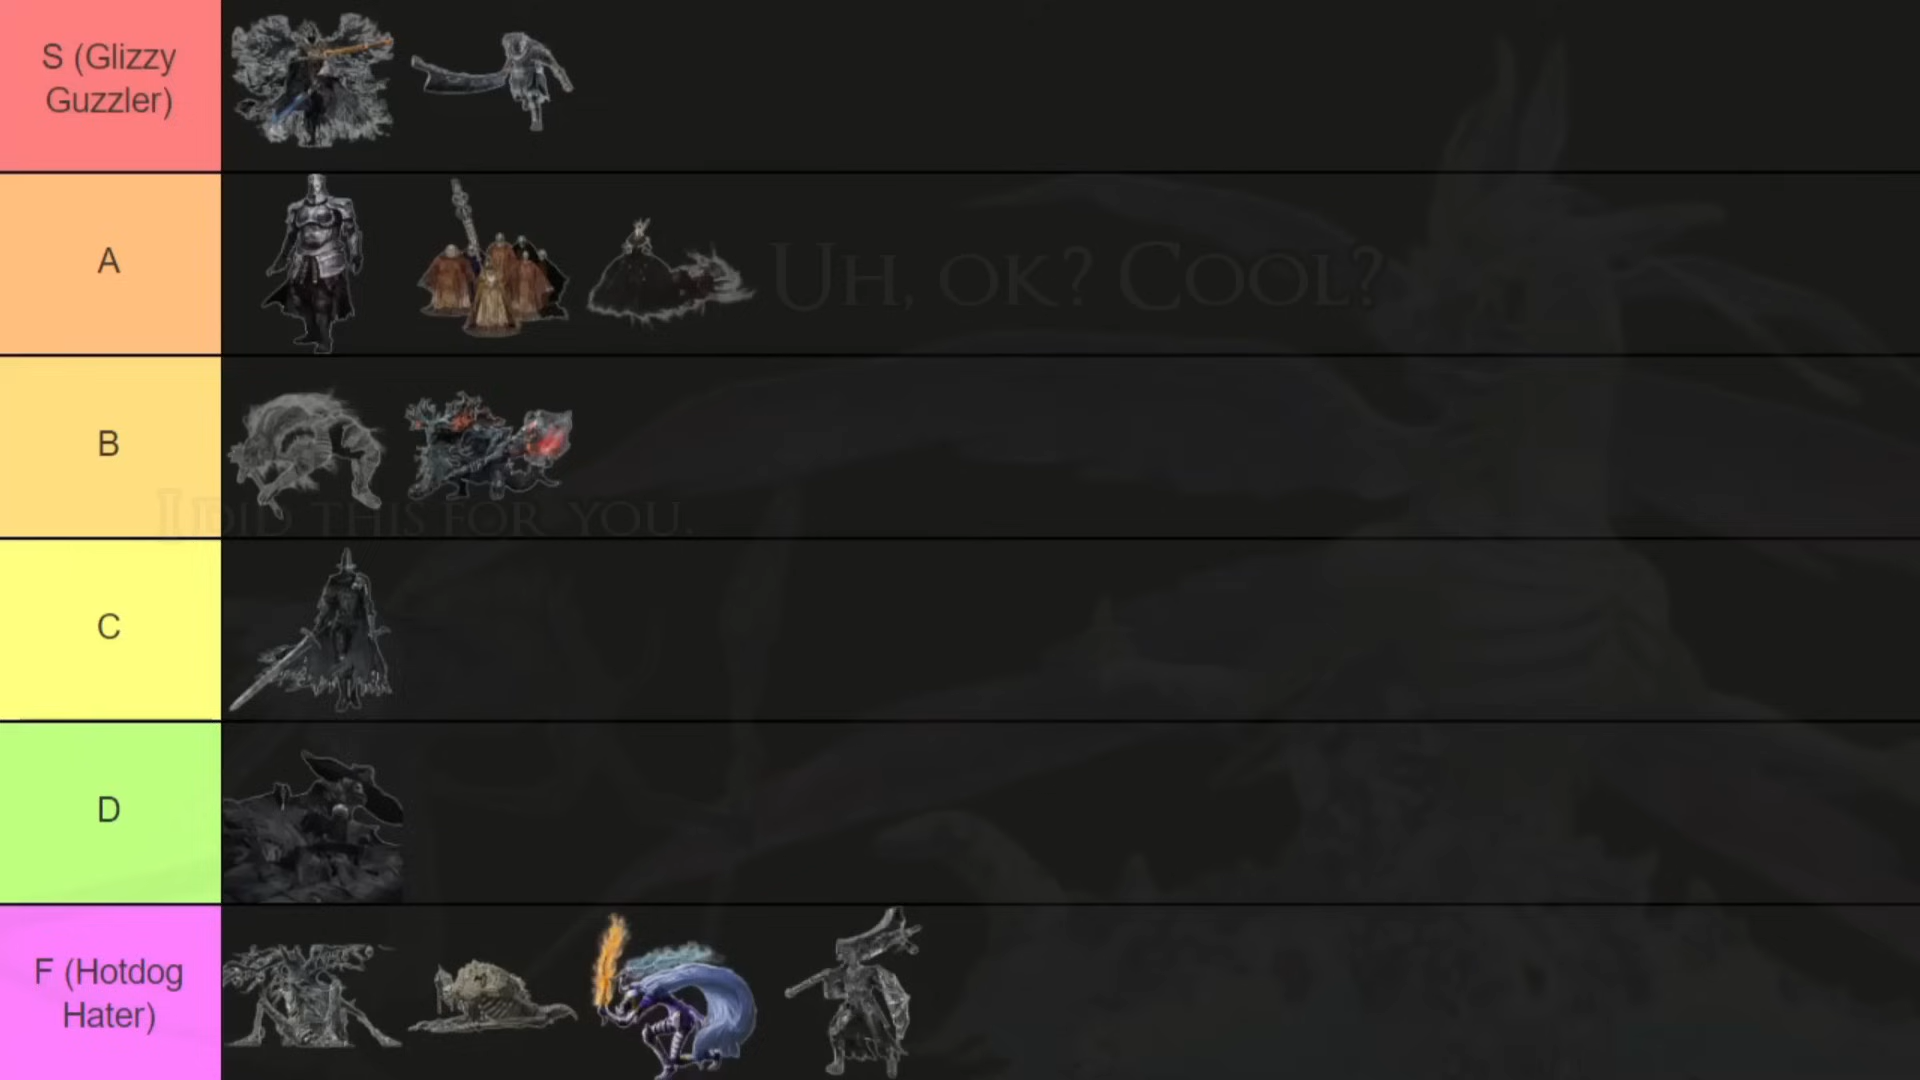 S (Glizzy
Guzzler)
A
Uh, ok? Cool?
B
I did this for you.
C
D
F (Hotdog
Hater)